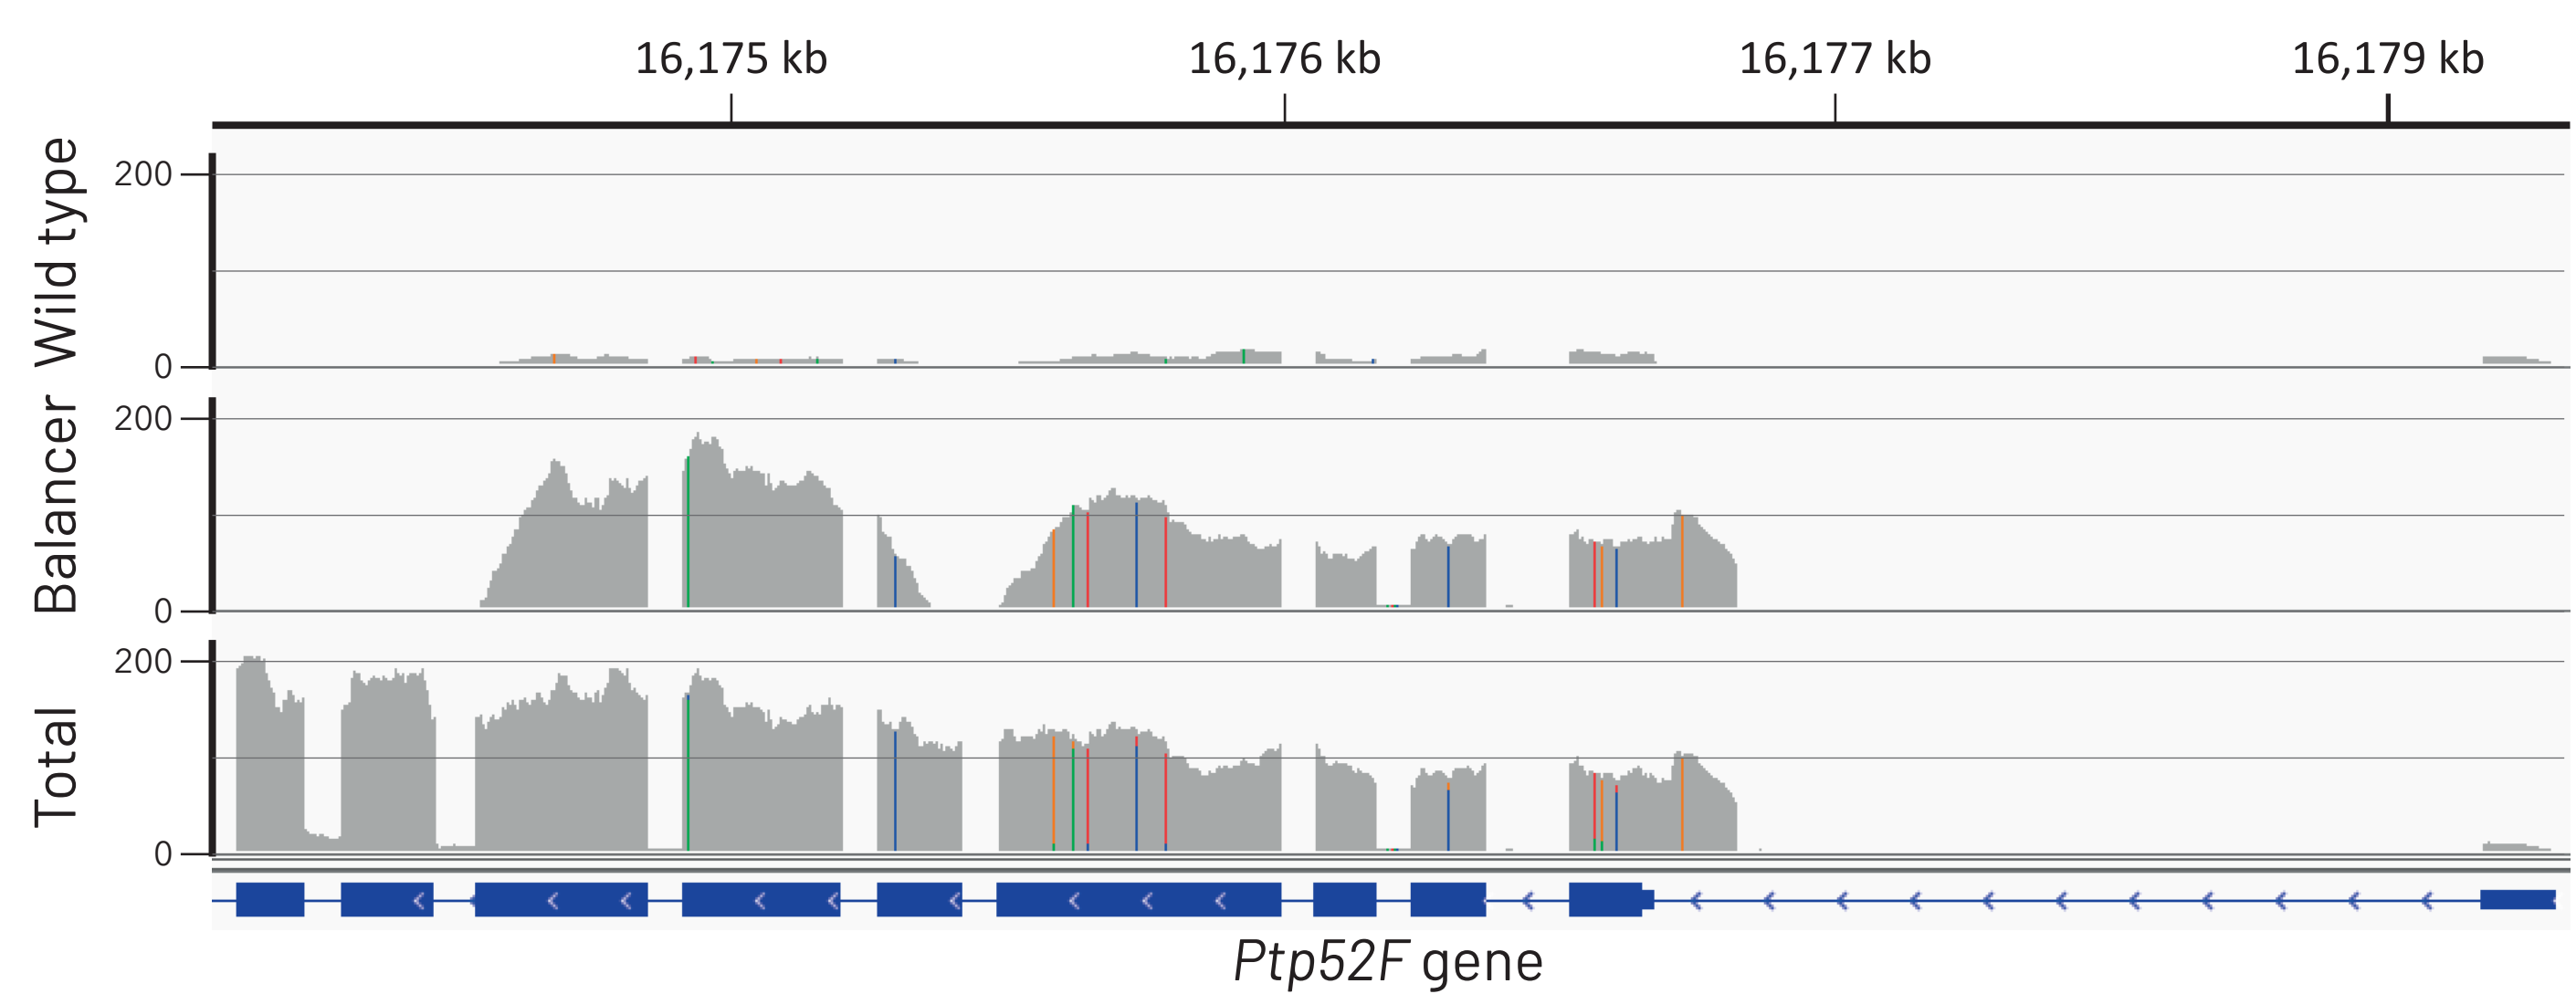 16,175 kb 16,176 kb 16,177 kb 16,179 kb
Wild type
200
0
Balancer
200
0
Total
200
0
Ptp52F gene